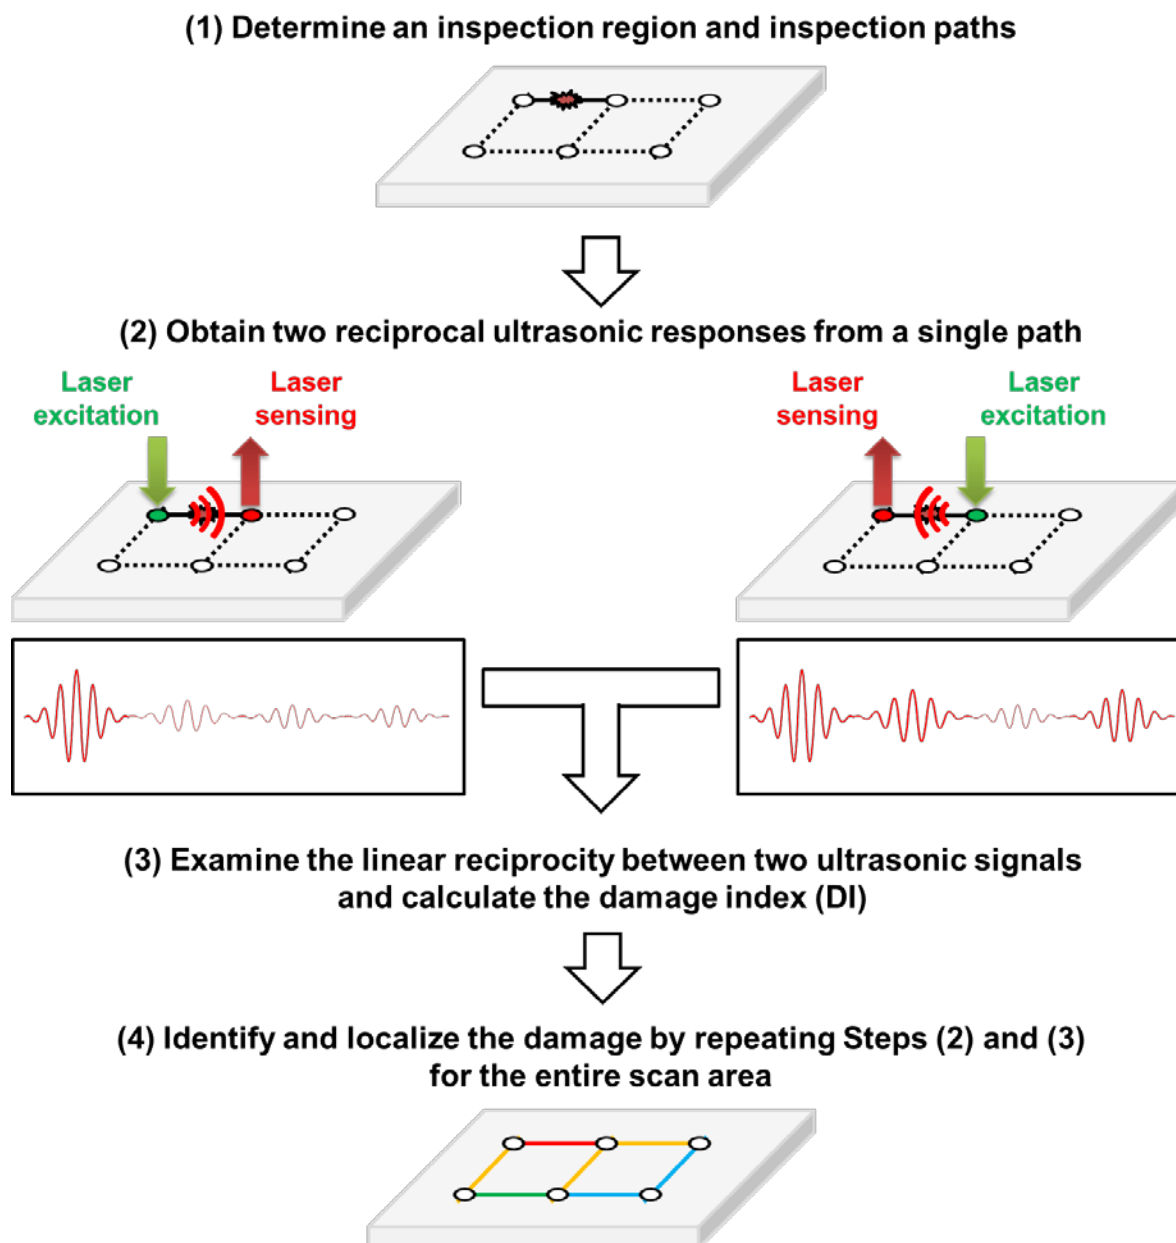 (1) Determine an inspection region and inspection paths
(2) Obtain two reciprocal ultrasonic responses from a single path
Laser
excitation
Laser
sensing
Laser
sensing
Laser
excitation
(3) Examine the linear reciprocity between two ultrasonic signals
and calculate the damage index (DI)
(4) Identify and localize the damage by repeating Steps (2) and (3)
for the entire scan area